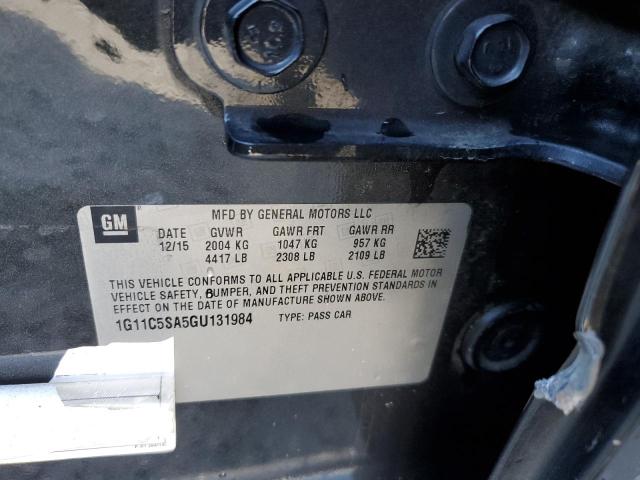 GM
MFD BY GENERAL MOTORS LLC
DATE GVWR GAWR FRT GAWR RR
12/15 2004 KG 1047 KG 957 KG
4417 LB 2308 LB 2109 LB
THIS VEHICLE CONFORMS TO ALL APPLICABLE U.S. FEDERAL MOTOR
VEHICLE SAFETY, BUMPER, AND THEFT PREVENTION STANDARDS IN
EFFECT ON THE DATE OF MANUFACTURE SHOWN ABOVE.
1G11C5SA5GU131984 TYPE: PASS CAR